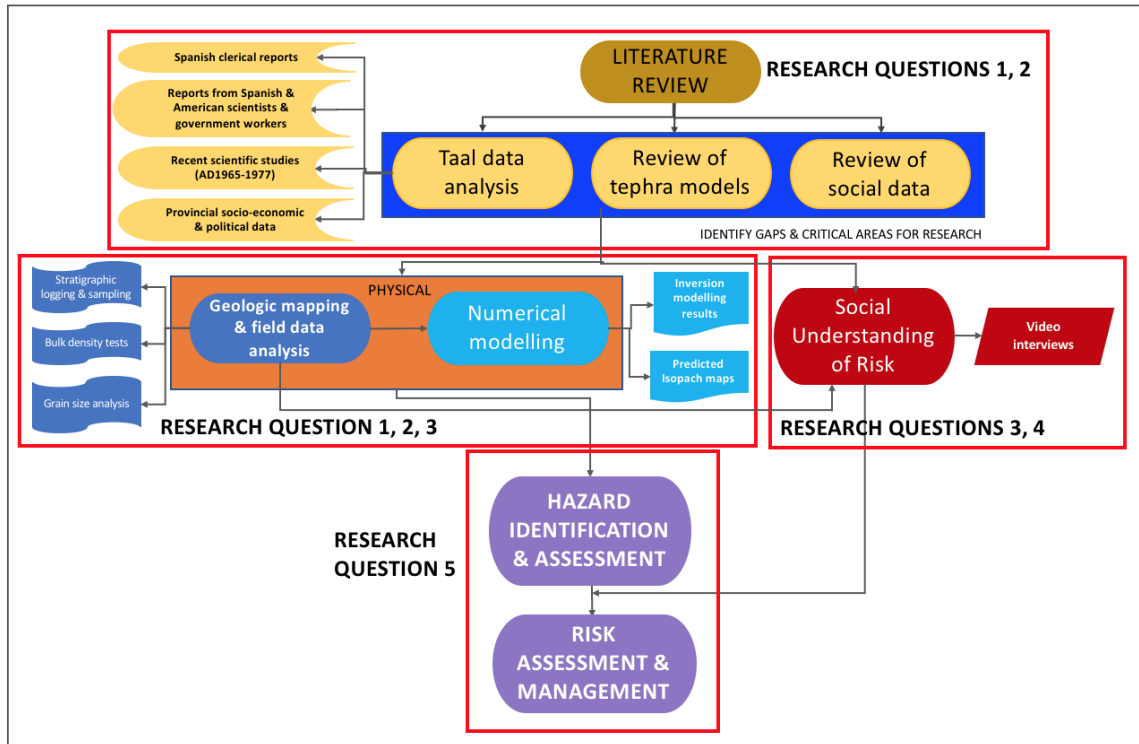 Spanish clerical reports
Reports from Spanish &
American scientists &
government workers
Recent scientific studies
(AD1965-1977)
Provincial socio-economic
& political data
LITERATURE
REVIEW
RESEARCH QUESTIONS 1, 2
Taal data
analysis
Review of
tephra models
Review of
social data
IDENTIFY GAPS & CRITICAL AREAS FOR RESEARCH
Stratigraphic
logging & sampling
Bulk density tests
Grain size analysis
PHYSICAL
Geologic mapping
& field data
analysis
Numerical
modelling
Inversion
modelling
results
Predicted
Isopach maps
RESEARCH QUESTION 1, 2, 3
Social
Understanding
of Risk
Video
interviews
RESEARCH QUESTIONS 3, 4
RESEARCH
QUESTION 5
HAZARD
IDENTIFICATION
& ASSESSMENT
RISK
ASSESSMENT &
MANAGEMENT